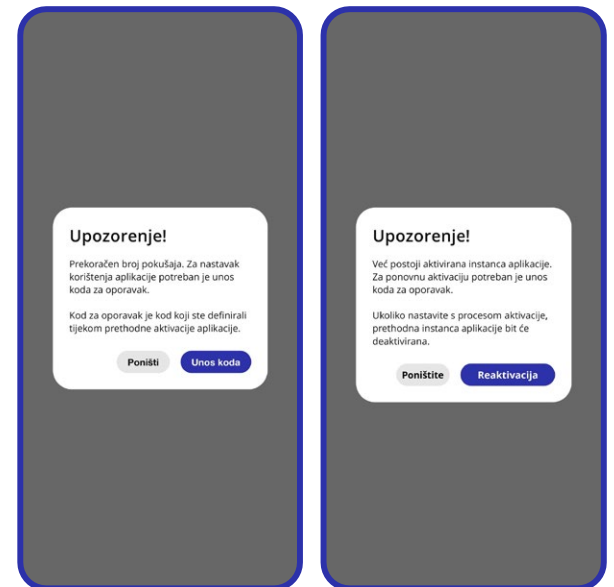 Upozorenje!
Prekoračen broj pokušaja. Za nastavak
korištenja aplikacije potreban je unos
koda za oporavak.
Kod za oporavak je kod koji ste definirali
tijekom prethodne aktivacije aplikacije.
Poništi Unos koda
Upozorenje!
Već postoji aktivirana instanca aplikacije.
Za ponovnu aktivaciju potreban je unos
koda za oporavak.
Ukoliko nastavite s procesom aktivacije,
prethodna instanca aplikacije bit će
deaktivirana.
Poništite Reaktivacija